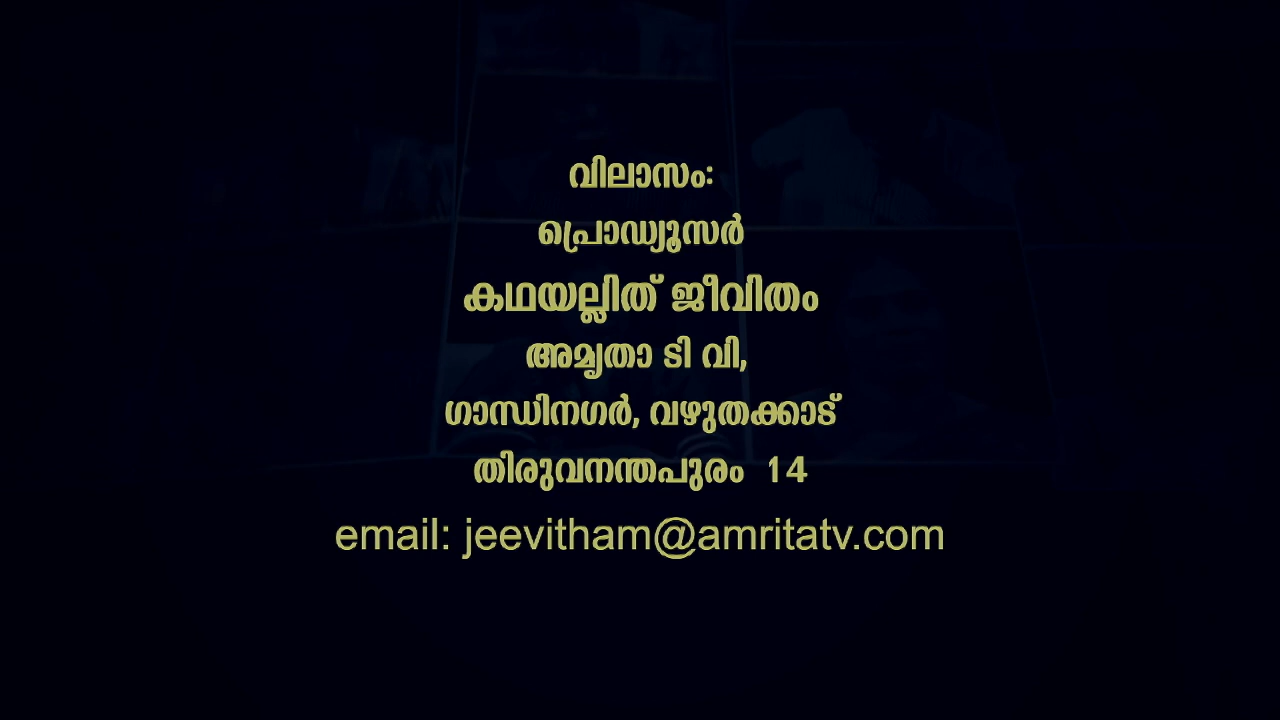 വിലാസം:
പ്രൊഡ്യൂസർ
കഥയല്ലിത് ജീവിതം
അമൃതാ ടി വി,
ഗാന്ധിനഗർ, വഴുതക്കാട്
തിരുവനന്തപുരം 14
email: jeevitham@amritatv.com